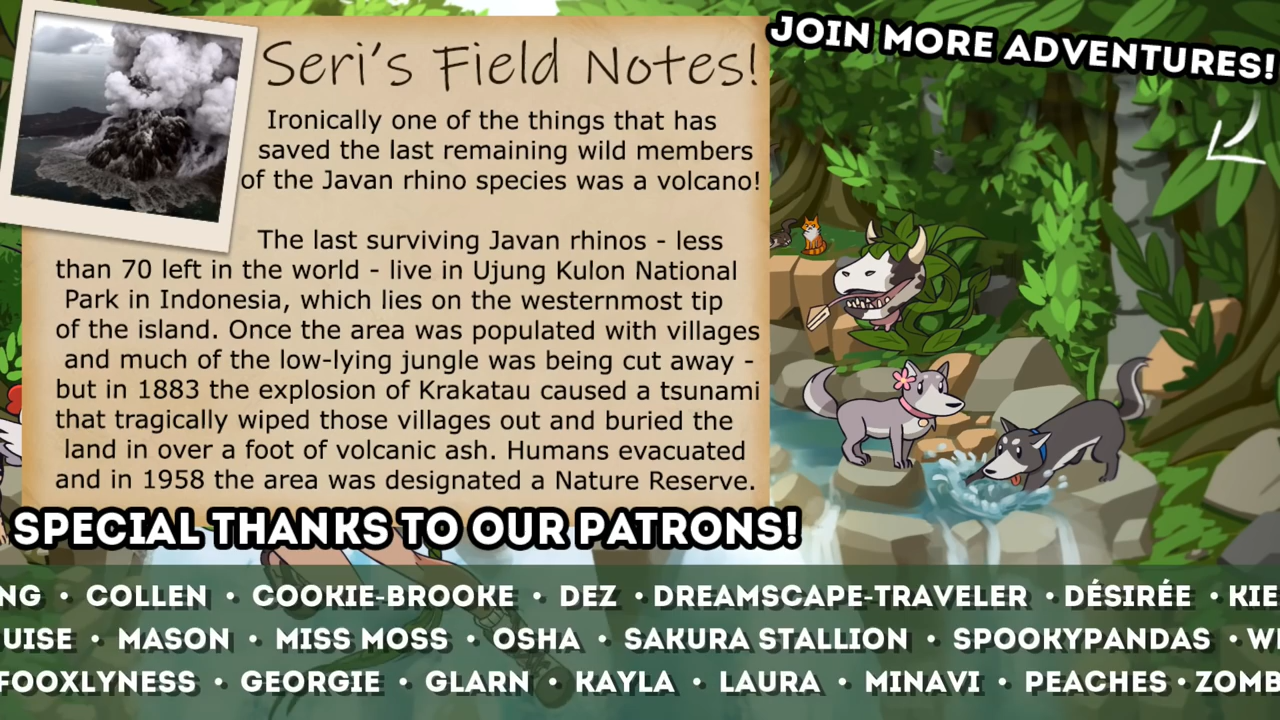 Seri's Field Notes!
JOIN MORE ADVENTURES!
Ironically one of the things that has
saved the last remaining wild members
of the Javan rhino species was a volcano!
The last surviving Javan rhinos - less
than 70 left in the world - live in Ujung Kulon National
Park in Indonesia, which lies on the westernmost tip
of the island. Once the area was populated with villages
and much of the low-lying jungle was being cut away -
but in 1883 the explosion of Krakatau caused a tsunami
that tragically wiped those villages out and buried the
land in over a foot of volcanic ash. Humans evacuated
and in 1958 the area was designated a Nature Reserve.
SPECIAL THANKS TO OUR PATRONS!
NG • COLLEN • COOKIE-BROOKE • DEZ • DREAMSCAPE-TRAVELER • DÉSIRÉE • KIE
UISE • MASON • MISS MOSS • OSHA • SAKURA STALLION • SPOOKYPANDAS • W
FOOXLYNESS • GEORGIE • GLARN • KAYLA • LAURA • MINAVI • PEACHES • ZOMB